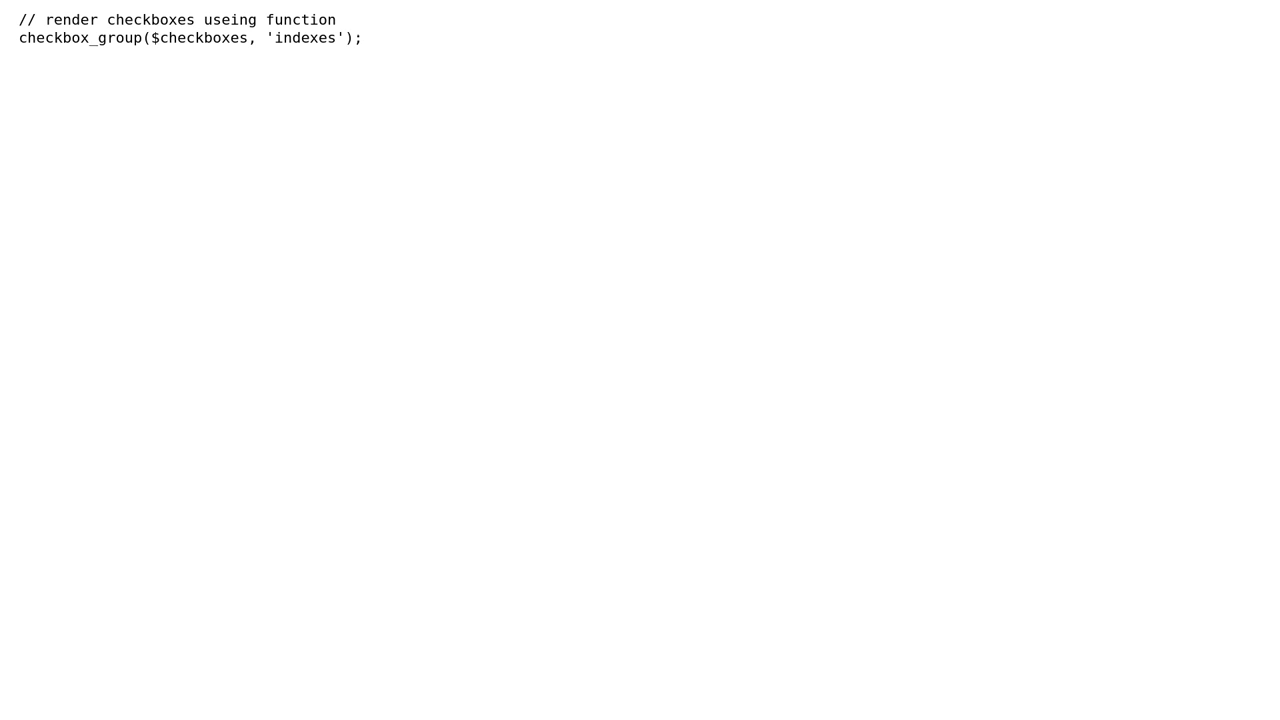 // render checkboxes useing function
checkbox_group($checkboxes, 'indexes');